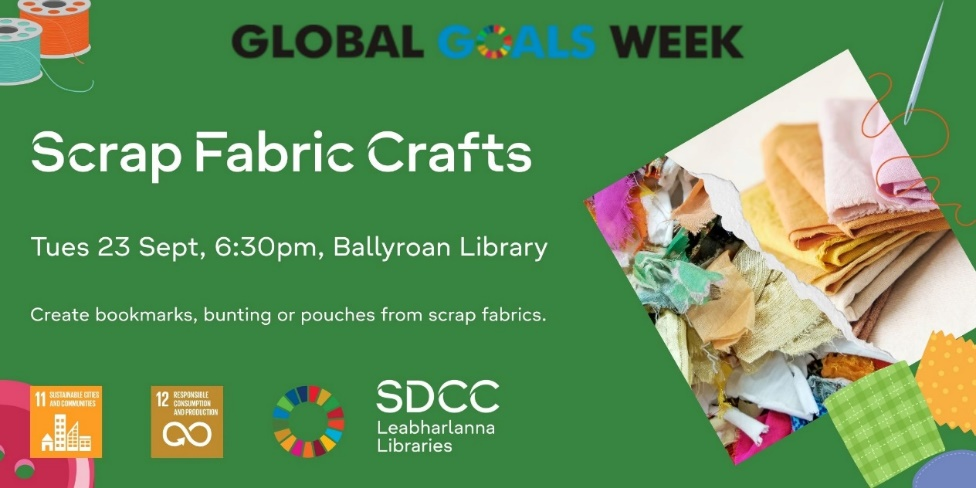 GLOBAL GOALS WEEK
Scrap Fabric Crafts
Tues 23 Sept, 6:30pm, Ballyroan Library
Create bookmarks, bunting or pouches from scrap fabrics.
11 SUSTAINABLE CITIES
AND COMMUNITIES
12 RESPONSIBLE
CONSUMPTION
AND PRODUCTION
SDCC
Leabharlanna
Libraries